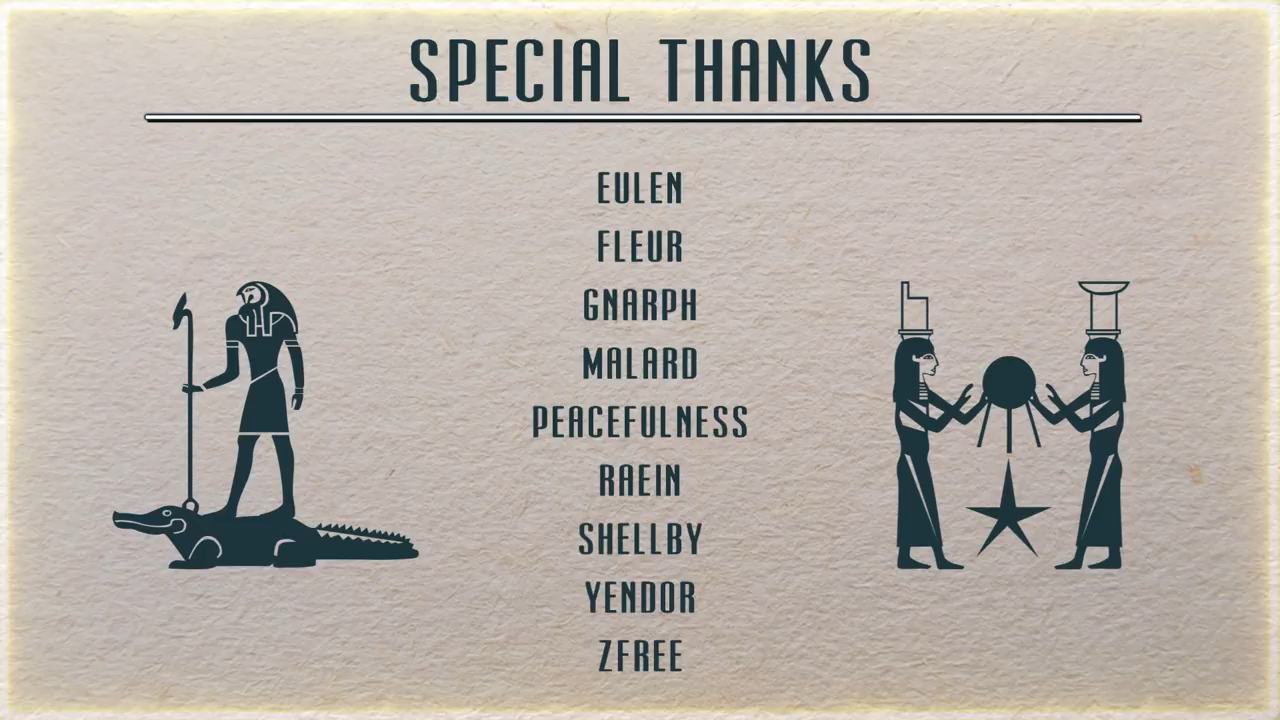 SPECIAL THANKS
EULEN
FLEUR
GNARPH
MALARD
PEACEFULNESS
RAEIN
SHELLBY
YENDOR
ZFREE